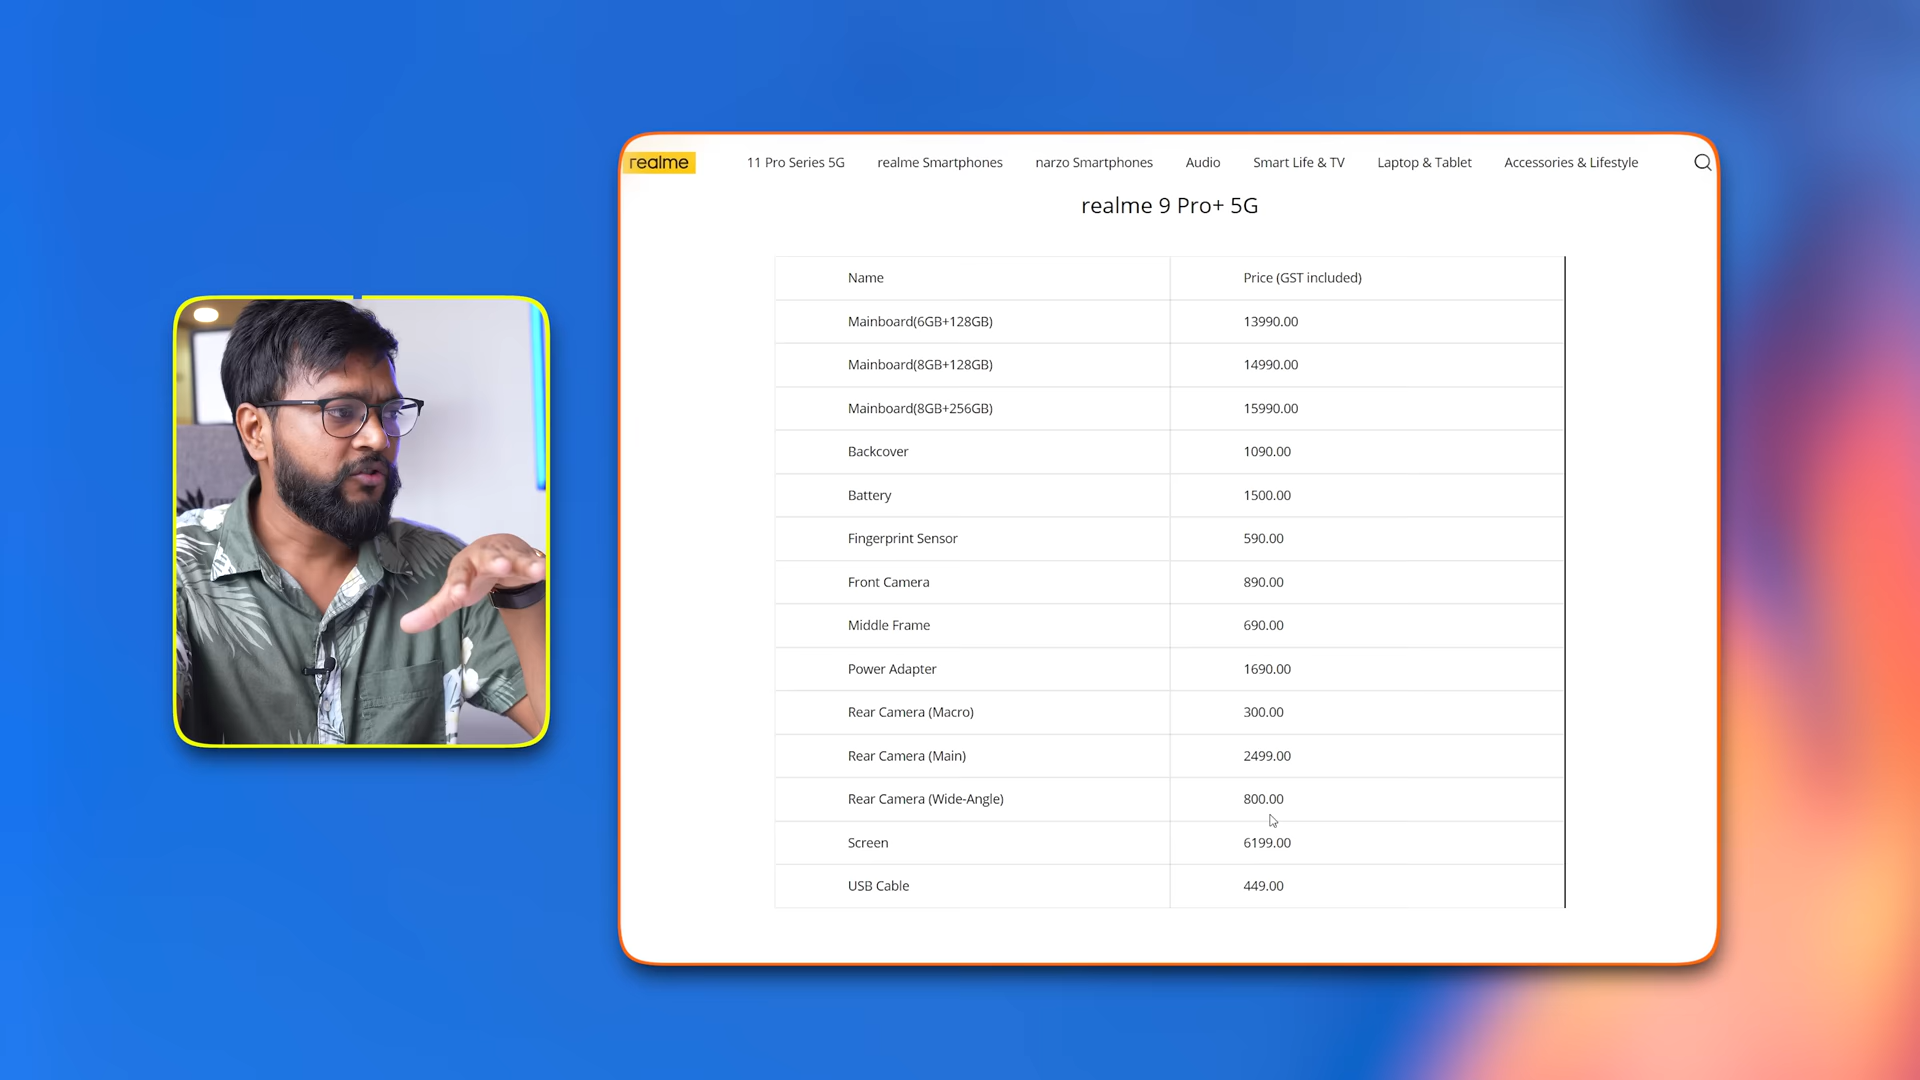 realme 11 Pro Series 5G realme Smartphones narzo Smartphones Audio Smart Life & TV Laptop & Tablet Accessories & Lifestyle
realme 9 Pro+ 5G
Name Price (GST included)
Mainboard(6GB+128GB) 13990.00
Mainboard(8GB+128GB) 14990.00
Mainboard(8GB+256GB) 15990.00
Backcover 1090.00
Battery 1500.00
Fingerprint Sensor 590.00
Front Camera 890.00
Middle Frame 690.00
Power Adapter 1690.00
Rear Camera (Macro) 300.00
Rear Camera (Main) 2499.00
Rear Camera (Wide-Angle) 800.00
Screen 6199.00
USB Cable 449.00